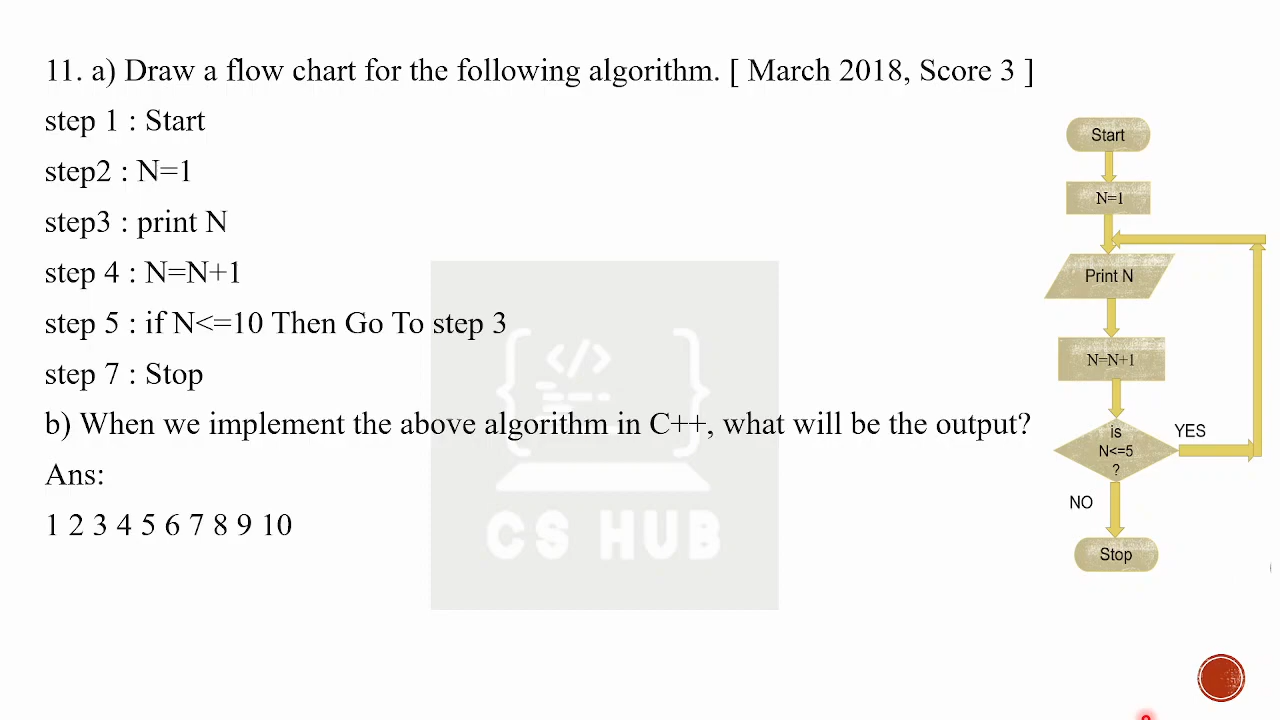 11. a) Draw a flow chart for the following algorithm. [ March 2018, Score 3 ]
step 1 : Start
step2 : N=1
step3 : print N
step 4 : N=N+1
step 5 : if N<=10 Then Go To step 3
step 7 : Stop
b) When we implement the above algorithm in C++, what will be the output?
Ans:
1 2 3 4 5 6 7 8 9 10
Start
N=1
Print N
N=N+1
is
N<=5
?
YES
NO
Stop
</>
CS HUB